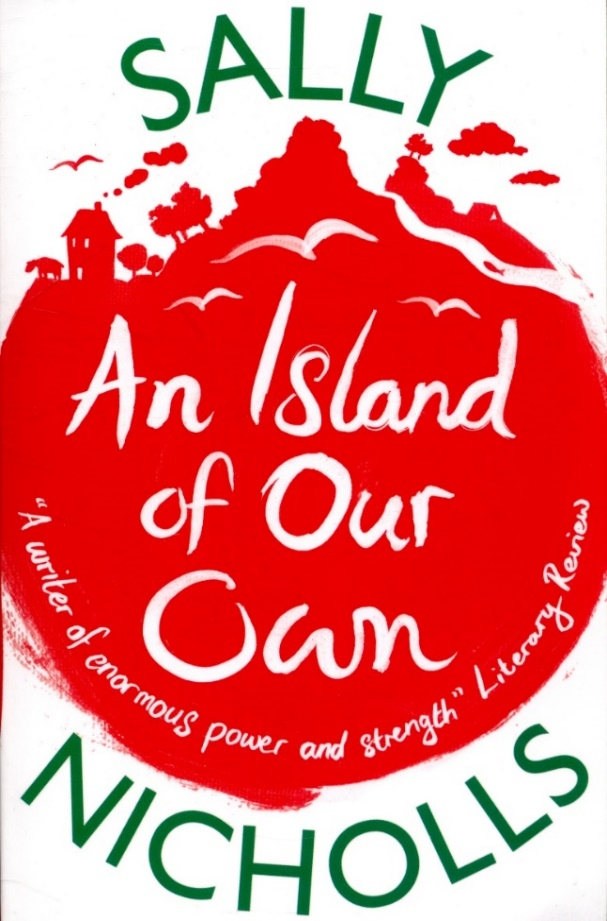 SALLY
An Island
of Our
Own
“A writer of enormous power and strength” Literary Review
NICHOLLS